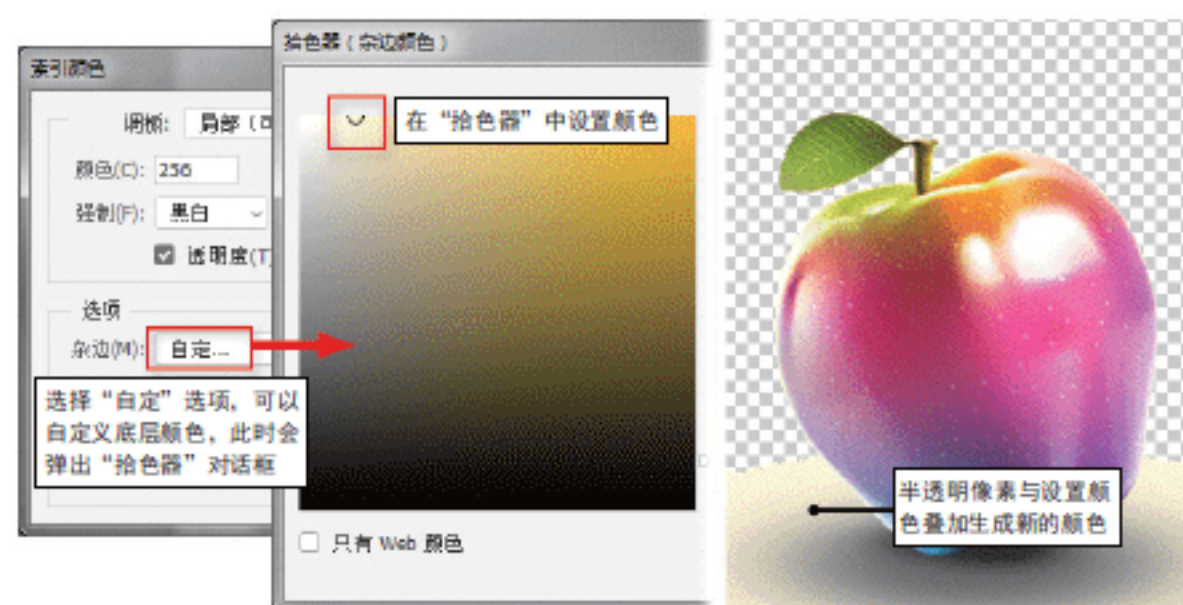 索引颜色
调板: 局部（可
颜色(C): 256
强制(F): 黑白
透明度(T)
选项
杂边(M): 自定...
选择“自定”选项，可以
自定义底层颜色，此时会
弹出“拾色器”对话框
拾色器（杂边颜色）
在“拾色器”中设置颜色
只有 Web 颜色
半透明像素与设置颜
色叠加生成新的颜色